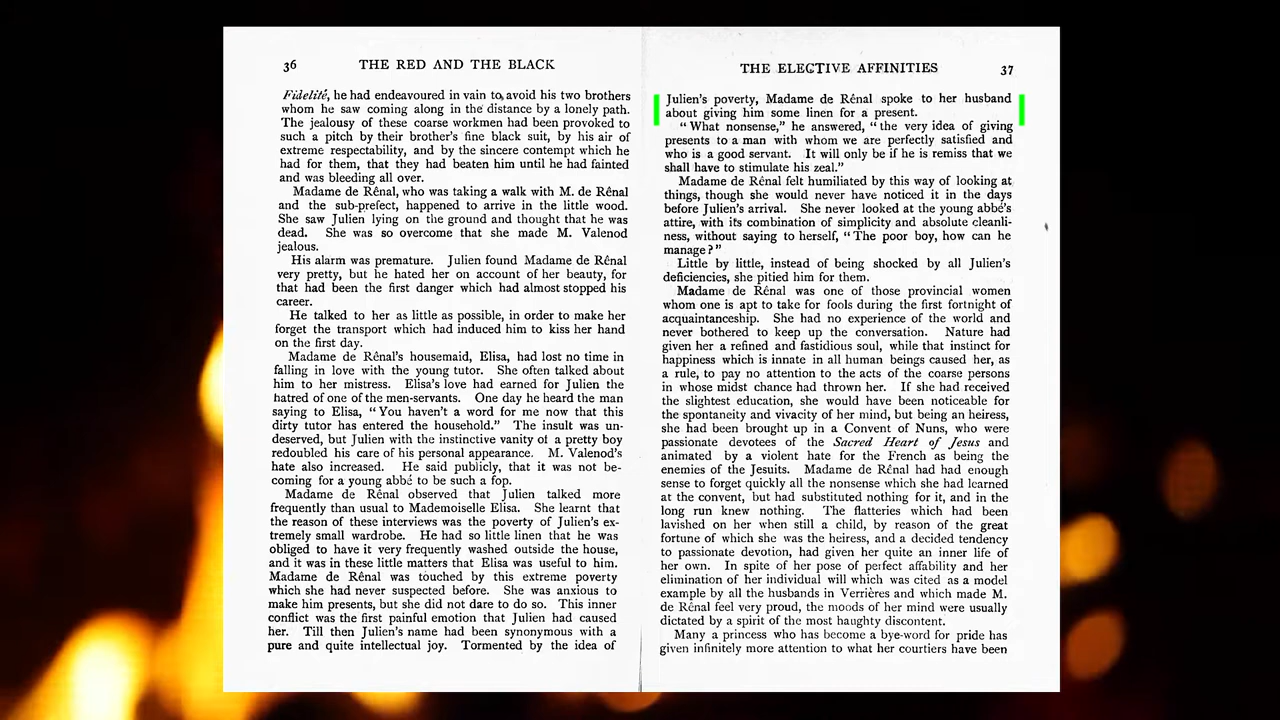 36 THE RED AND THE BLACK
Fidelité, he had endeavoured in vain to avoid his two brothers
whom he saw coming along in the distance by a lonely path.
The jealousy of these coarse workmen had been provoked to
such a pitch by their brother's fine black suit, by his air of
extreme respectability, and by the sincere contempt which he
had for them, that they had beaten him until he had fainted
and was bleeding all over.
Madame de Rênal, who was taking a walk with M. de Rênal
and the sub-prefect, happened to arrive in the little wood.
She saw Julien lying on the ground and thought that he was
dead. She was so overcome that she made M. Valenod
jealous.
His alarm was premature. Julien found Madame de Rênal
very pretty, but he hated her on account of her beauty, for
that had been the first danger which had almost stopped his
career.
He talked to her as little as possible, in order to make her
forget the transport which had induced him to kiss her hand
on the first day.
Madame de Rênal's housemaid, Elisa, had lost no time in
falling in love with the young tutor. She often talked about
him to her mistress. Elisa's love had earned for Julien the
hatred of one of the men-servants. One day he heard the man
saying to Elisa, "You haven't a word for me now that this
dirty tutor has entered the household." The insult was un-
deserved, but Julien with the instinctive vanity of a pretty boy
redoubled his care of his personal appearance. M. Valenod's
hate also increased. He said publicly, that it was not be-
coming for a young abbé to be such a fop.
Madame de Rênal observed that Julien talked more
frequently than usual to Mademoiselle Elisa. She learnt that
the reason of these interviews was the poverty of Julien's ex-
tremely small wardrobe. He had so little linen that he was
obliged to have it very frequently washed outside the house,
and it was in these little matters that Elisa was useful to him.
Madame de Rênal was touched by this extreme poverty
which she had never suspected before. She was anxious to
make him presents, but she did not dare to do so. This inner
conflict was the first painful emotion that Julien had caused
her. Till then Julien's name had been synonymous with a
pure and quite intellectual joy. Tormented by the idea of
THE ELECTIVE AFFINITIES 37
Julien's poverty, Madame de Rênal spoke to her husband
about giving him some linen for a present.
"What nonsense," he answered, "the very idea of giving
presents to a man with whom we are perfectly satisfied and
who is a good servant. It will only be if he is remiss that we
shall have to stimulate his zeal."
Madame de Rênal felt humiliated by this way of looking at
things, though she would never have noticed it in the days
before Julien's arrival. She never looked at the young abbé's
attire, with its combination of simplicity and absolute cleanli-
ness, without saying to herself, "The poor boy, how can he
manage?"
Little by little, instead of being shocked by all Julien's
deficiencies, she pitied him for them.
Madame de Rênal was one of those provincial women
whom one is apt to take for fools during the first fortnight of
acquaintanceship. She had no experience of the world and
never bothered to keep up the conversation. Nature had
given her a refined and fastidious soul, while that instinct for
happiness which is innate in all human beings caused her, as
a rule, to pay no attention to the acts of the coarse persons
in whose midst chance had thrown her. If she had received
the slightest education, she would have been noticeable for
the spontaneity and vivacity of her mind, but being an heiress,
she had been brought up in a Convent of Nuns, who were
passionate devotees of the Sacred Heart of Jesus and
animated by a violent hate for the French as being the
enemies of the Jesuits. Madame de Rênal had had enough
sense to forget quickly all the nonsense which she had learned
at the convent, but had substituted nothing for it, and in the
long run knew nothing. The flatteries which had been
lavished on her when still a child, by reason of the great
fortune of which she was the heiress, and a decided tendency
to passionate devotion, had given her quite an inner life of
her own. In spite of her pose of perfect affability and her
elimination of her individual will which was cited as a model
example by all the husbands in Verrières and which made M.
de Rênal feel very proud, the moods of her mind were usually
dictated by a spirit of the most haughty discontent.
Many a princess who has become a bye-word for pride has
given infinitely more attention to what her courtiers have been